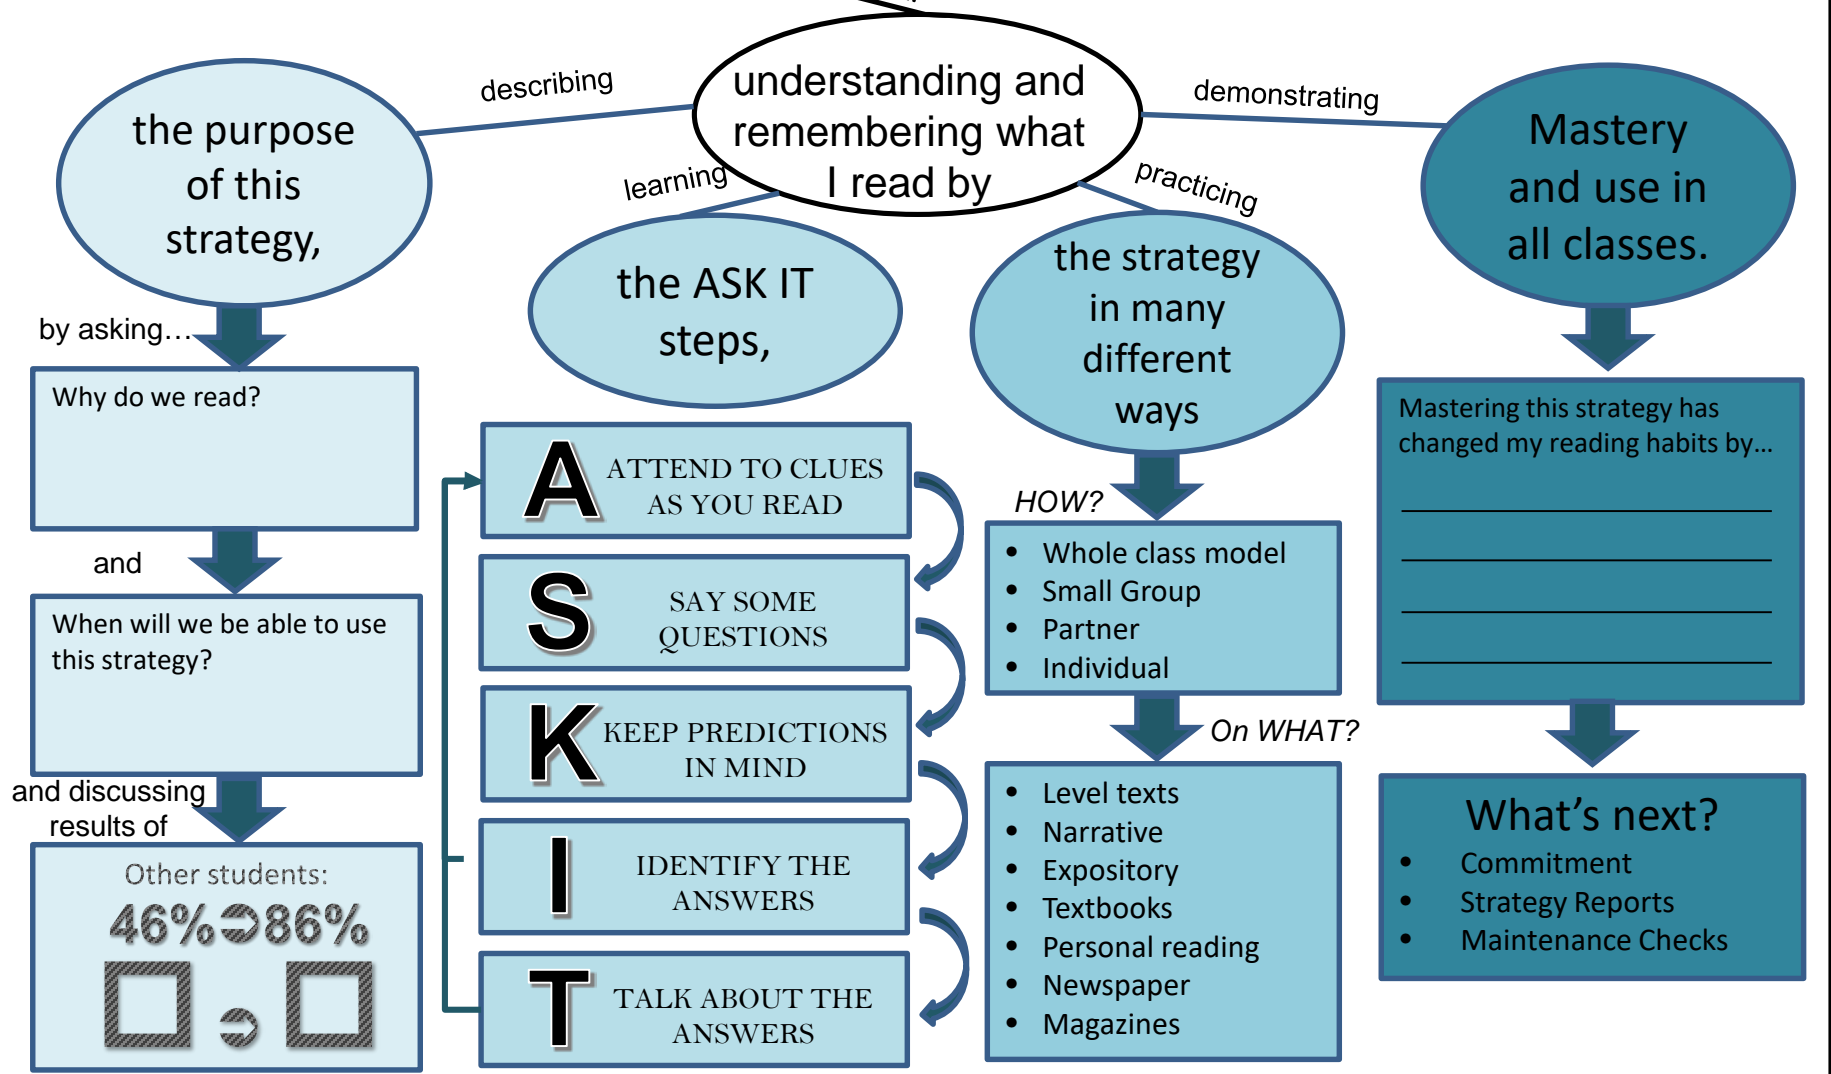 understanding and
remembering what
I read by
describing
the purpose
of this
strategy,
by asking…
Why do we read?
and
When will we be able to use
this strategy?
and discussing
results of
Other students:
46%➲86%
➲
learning
the ASK IT
steps,
A
ATTEND TO CLUES
AS YOU READ
S
SAY SOME
QUESTIONS
K
KEEP PREDICTIONS
IN MIND
I
IDENTIFY THE
ANSWERS
T
TALK ABOUT THE
ANSWERS
practicing
the strategy
in many
different
ways
HOW?
• Whole class model
• Small Group
• Partner
• Individual
On WHAT?
• Level texts
• Narrative
• Expository
• Textbooks
• Personal reading
• Newspaper
• Magazines
demonstrating
Mastery
and use in
all classes.
Mastering this strategy has
changed my reading habits by…
What’s next?
• Commitment
• Strategy Reports
• Maintenance Checks